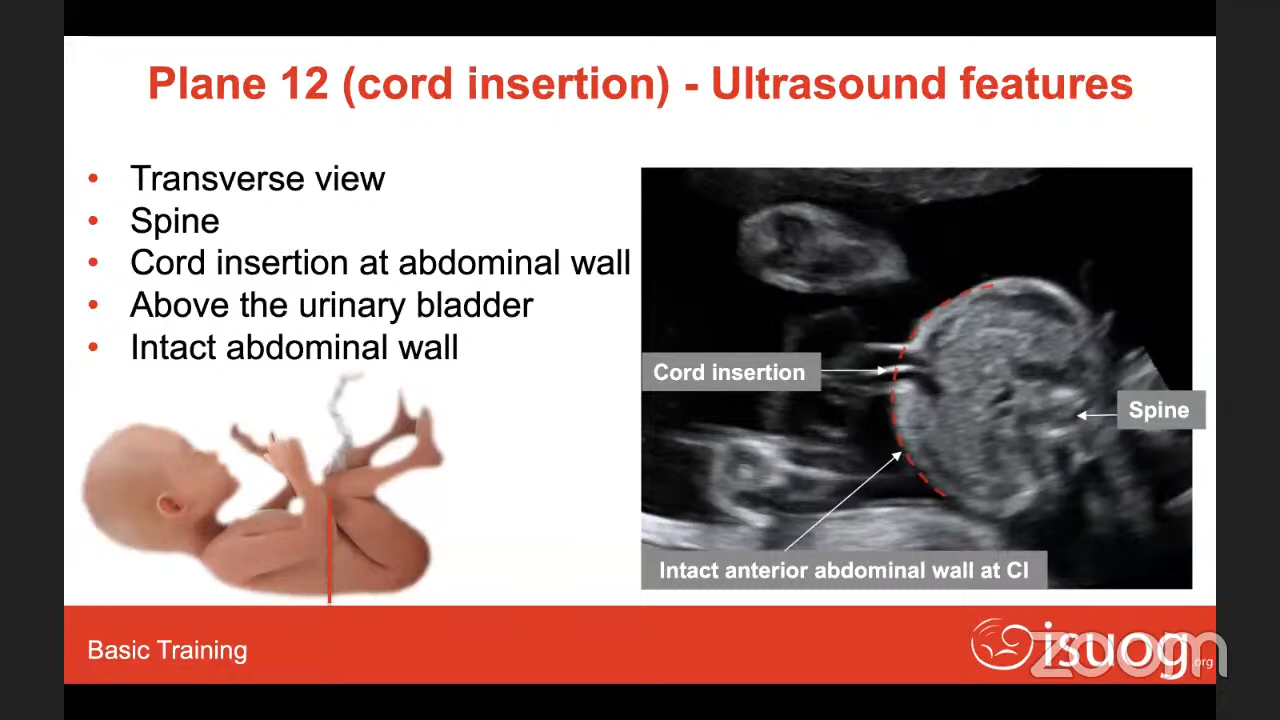 Plane 12 (cord insertion) - Ultrasound features
• Transverse view
• Spine
• Cord insertion at abdominal wall
• Above the urinary bladder
• Intact abdominal wall
Cord insertion
Spine
Intact anterior abdominal wall at CI
Basic Training
isuog.org
zoom